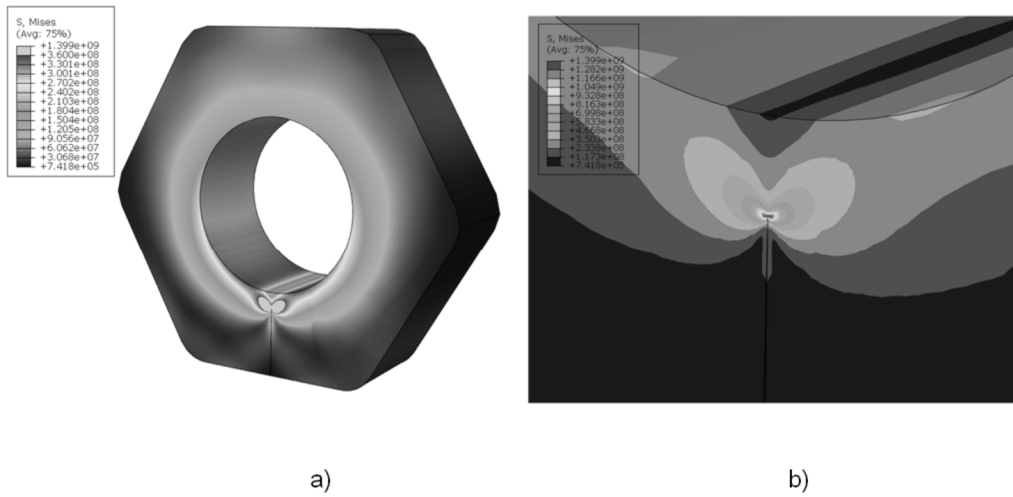 S, Mises
(Avg: 75%)
+1.399e+09
+3.600e+08
+3.301e+08
+3.001e+08
+2.702e+08
+2.402e+08
+2.103e+08
+1.804e+08
+1.504e+08
+1.205e+08
+9.056e+07
+6.062e+07
+3.068e+07
+7.418e+05
S, Mises
(Avg: 75%)
+1.399e+09
+1.282e+09
+1.166e+09
+1.049e+09
+9.328e+08
+8.163e+08
+6.998e+08
+5.833e+08
+4.668e+08
+3.503e+08
+2.338e+08
+1.173e+08
+7.418e+05
a)
b)